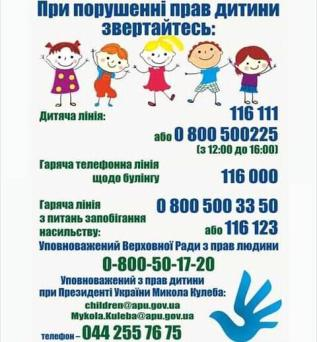 При порушенні прав дитини
звертайтесь:
Дитяча лінія: 116 111
або 0 800 500225
(з 12:00 до 16:00)
Гаряча телефонна лінія
щодо булінгу 116 000
Гаряча лінія 0 800 500 33 50
з питань запобігання
насильству: або 116 123
Уповноважений Верховної Ради з прав людини
0-800-50-17-20
Уповноважений з прав дитини
при Президенті України Микола Кулеба:
children@apu.gov.ua
Mykola.Kuleba@apu.gov.ua
телефон – 044 255 76 75